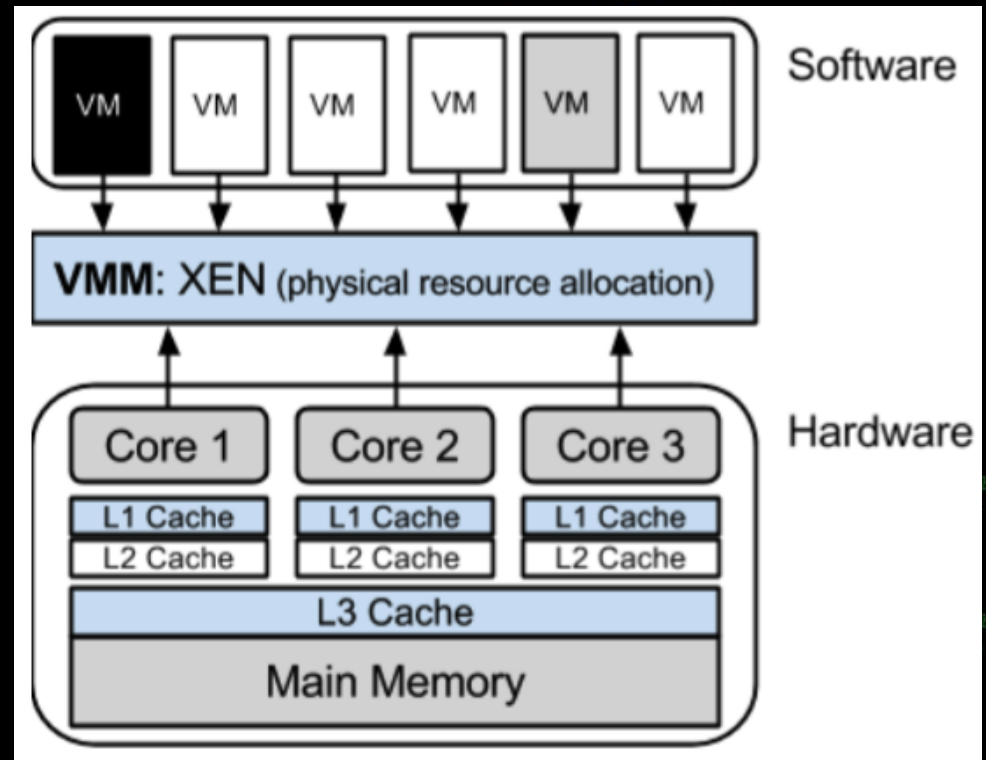 Software
VM VM VM VM VM VM
VMM: XEN (physical resource allocation)
Hardware
Core 1 Core 2 Core 3
L1 Cache L1 Cache L1 Cache
L2 Cache L2 Cache L2 Cache
L3 Cache
Main Memory